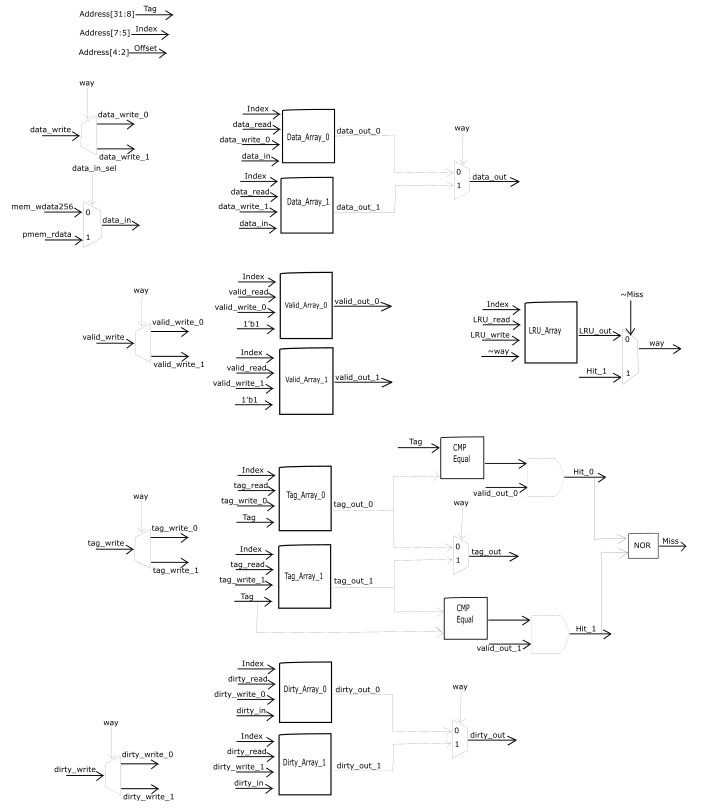 Address[31:8] Tag
Address[7:5] Index
Address[4:2] Offset
way
data_write
data_write_0
data_write_1
data_in_sel
mem_wdata256
0
pmem_rdata
1
data_in
Index
data_read
data_write_0
data_in
Data_Array_0
data_out_0
Index
data_read
data_write_1
data_in
Data_Array_1
data_out_1
way
0
1
data_out
way
valid_write
valid_write_0
valid_write_1
Index
valid_read
valid_write_0
1'b1
Valid_Array_0
valid_out_0
Index
valid_read
valid_write_1
1'b1
Valid_Array_1
valid_out_1
Index
LRU_read
LRU_write
~way
LRU_Array
LRU_out
~Miss
0
Hit_1
1
way
way
tag_write
tag_write_0
tag_write_1
Index
tag_read
tag_write_0
Tag
Tag_Array_0
tag_out_0
Index
tag_read
tag_write_1
Tag
Tag_Array_1
tag_out_1
Tag
CMP
Equal
valid_out_0
Hit_0
way
0
1
tag_out
CMP
Equal
valid_out_1
Hit_1
NOR
Miss
way
dirty_write
dirty_write_0
dirty_write_1
Index
dirty_read
dirty_write_0
dirty_in
Dirty_Array_0
dirty_out_0
Index
dirty_read
dirty_write_1
dirty_in
Dirty_Array_1
dirty_out_1
way
0
1
dirty_out